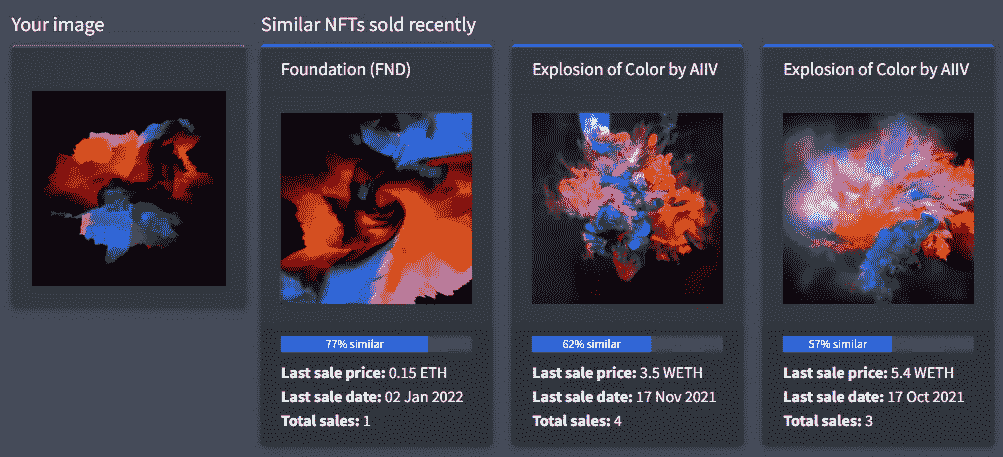 Your image
Similar NFTs sold recently
Foundation (FND)
77% similar
Last sale price: 0.15 ETH
Last sale date: 02 Jan 2022
Total sales: 1
Explosion of Color by AIIV
62% similar
Last sale price: 3.5 WETH
Last sale date: 17 Nov 2021
Total sales: 4
Explosion of Color by AIIV
57% similar
Last sale price: 5.4 WETH
Last sale date: 17 Oct 2021
Total sales: 3